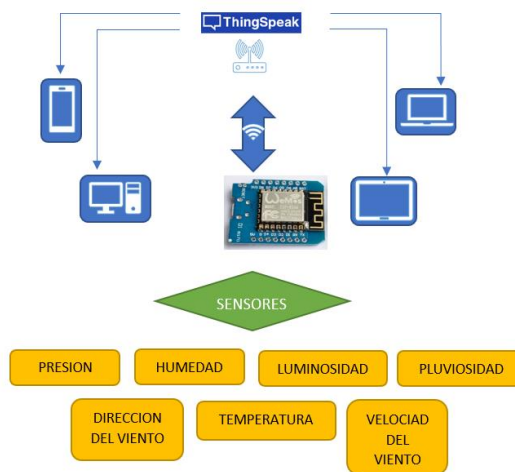 ThingSpeak
SENSORES
PRESION
HUMEDAD
LUMINOSIDAD
PLUVIOSIDAD
DIRECCION
DEL VIENTO
TEMPERATURA
VELOCIAD
DEL
VIENTO